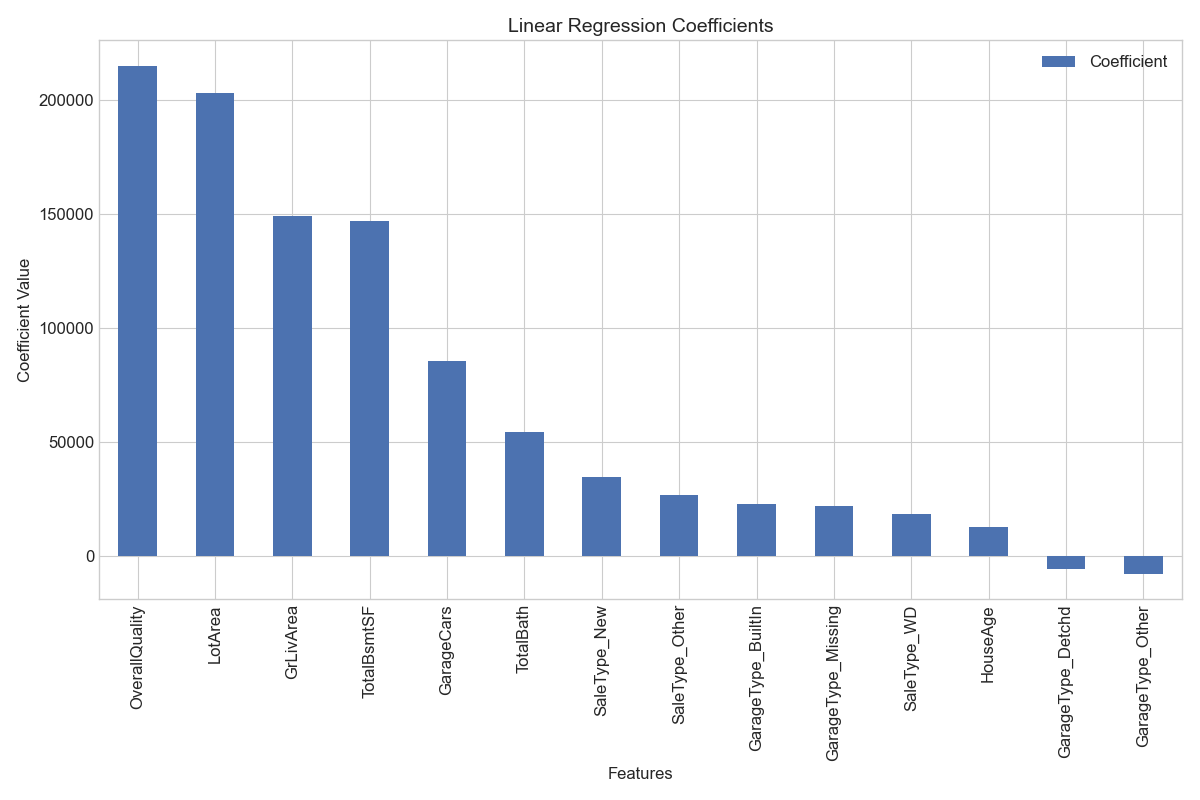 Linear Regression Coefficients
Coefficient
Coefficient Value
200000
150000
100000
50000
0
OverallQuality
LotArea
GrLivArea
TotalBsmtSF
GarageCars
TotalBath
SaleType_New
SaleType_Other
GarageType_BuiltIn
GarageType_Missing
SaleType_WD
HouseAge
GarageType_Detchd
GarageType_Other
Features